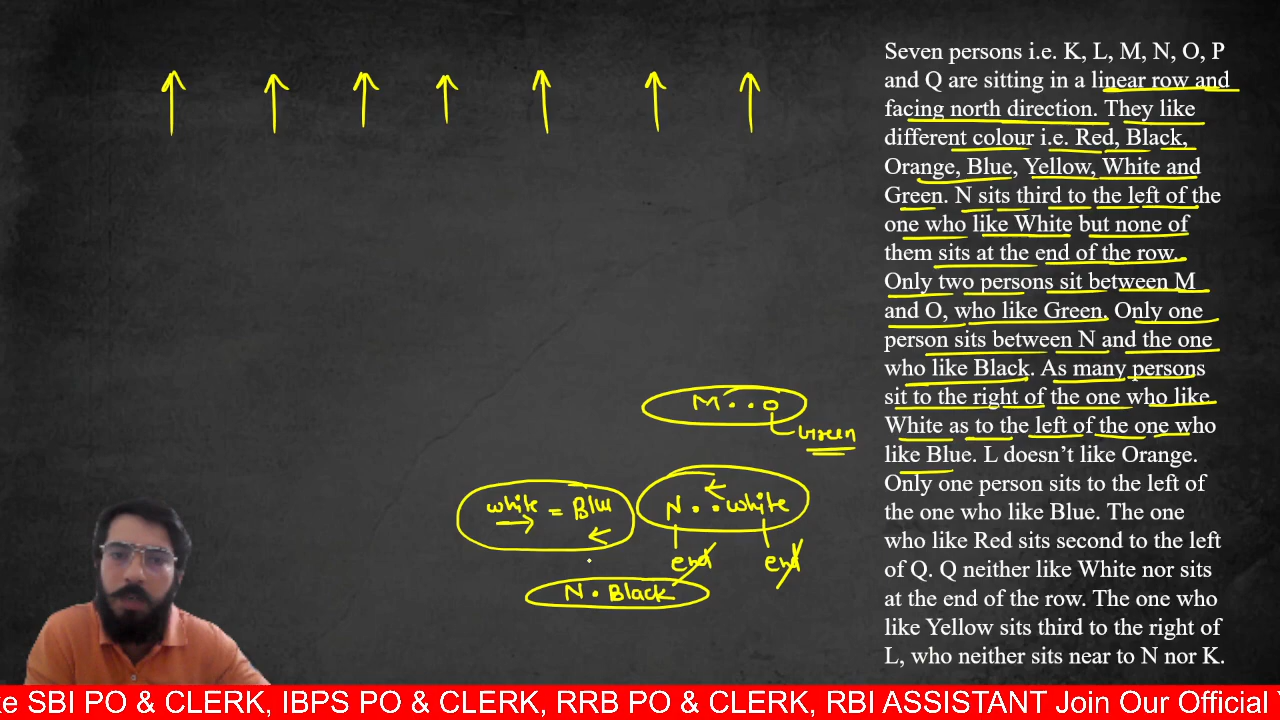 Seven persons i.e. K, L, M, N, O, P
and Q are sitting in a linear row and
facing north direction. They like
different colour i.e. Red, Black,
Orange, Blue, Yellow, White and
Green. N sits third to the left of the
one who like White but none of
them sits at the end of the row.
Only two persons sit between M
and O, who like Green. Only one
person sits between N and the one
who like Black. As many persons
sit to the right of the one who like
White as to the left of the one who
like Blue. L doesn’t like Orange.
Only one person sits to the left of
the one who like Blue. The one
who like Red sits second to the left
of Q. Q neither like White nor sits
at the end of the row. The one who
like Yellow sits third to the right of
L, who neither sits near to N nor K.
M • • O
Green
white = Blu
N • • white
end end
N • Black
ke SBI PO & CLERK, IBPS PO & CLERK, RRB PO & CLERK, RBI ASSISTANT Join Our Official